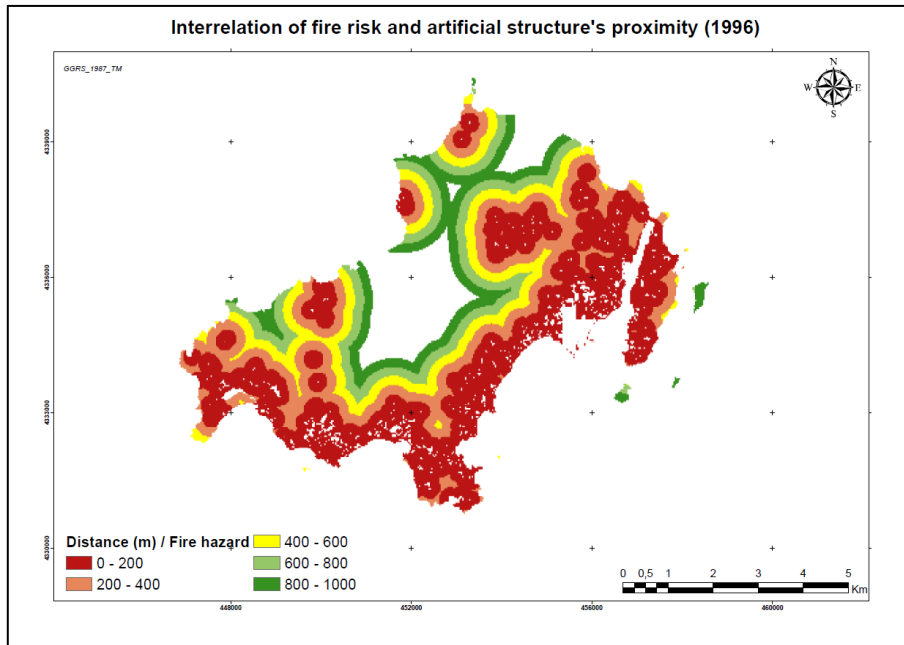 Interrelation of fire risk and artificial structure's proximity (1996)
GGRS_1987_TM
N
W E
S
4339000
4336000
4333000
4330000
Distance (m) / Fire hazard
0 - 200
200 - 400
400 - 600
600 - 800
800 - 1000
0 0,5 1 2 3 4 5
Km
448000 452000 456000 460000